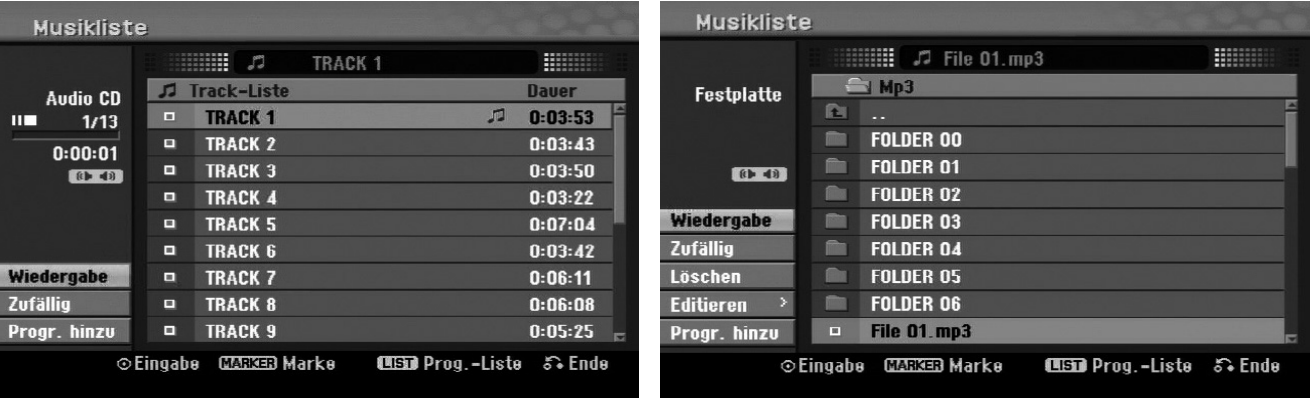 Musikliste
TRACK 1
Audio CD
1/13
0:00:01
Track-Liste Dauer
TRACK 1 0:03:53
TRACK 2 0:03:43
TRACK 3 0:03:50
TRACK 4 0:03:22
TRACK 5 0:07:04
TRACK 6 0:03:42
TRACK 7 0:06:11
TRACK 8 0:06:08
TRACK 9 0:05:25
Wiedergabe
Zufällig
Progr. hinzu
Eingabe MARKER Marke LIST Prog.-Liste Ende
Musikliste
File 01.mp3
Festplatte
Mp3
..
FOLDER 00
FOLDER 01
FOLDER 02
FOLDER 03
FOLDER 04
FOLDER 05
FOLDER 06
File 01.mp3
Wiedergabe
Zufällig
Löschen
Editieren >
Progr. hinzu
Eingabe MARKER Marke LIST Prog.-Liste Ende